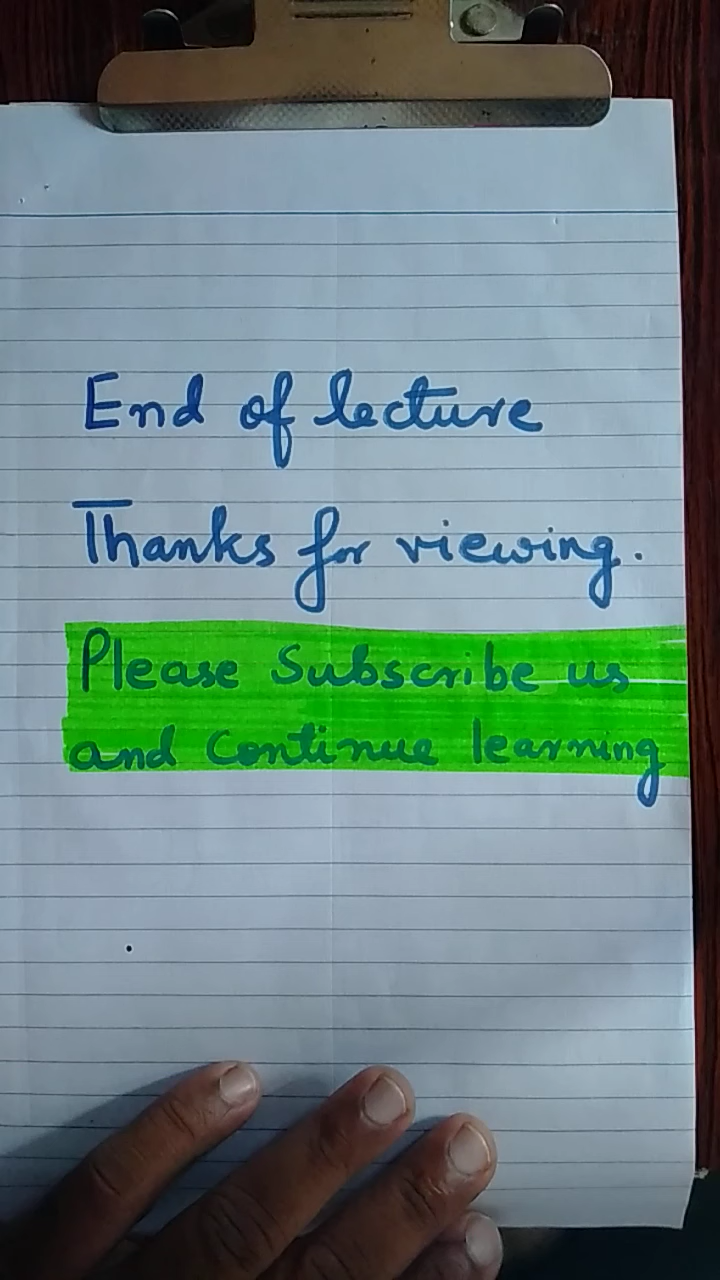 End of lecture
Thanks for viewing.
Please Subscribe us
and Continue learning